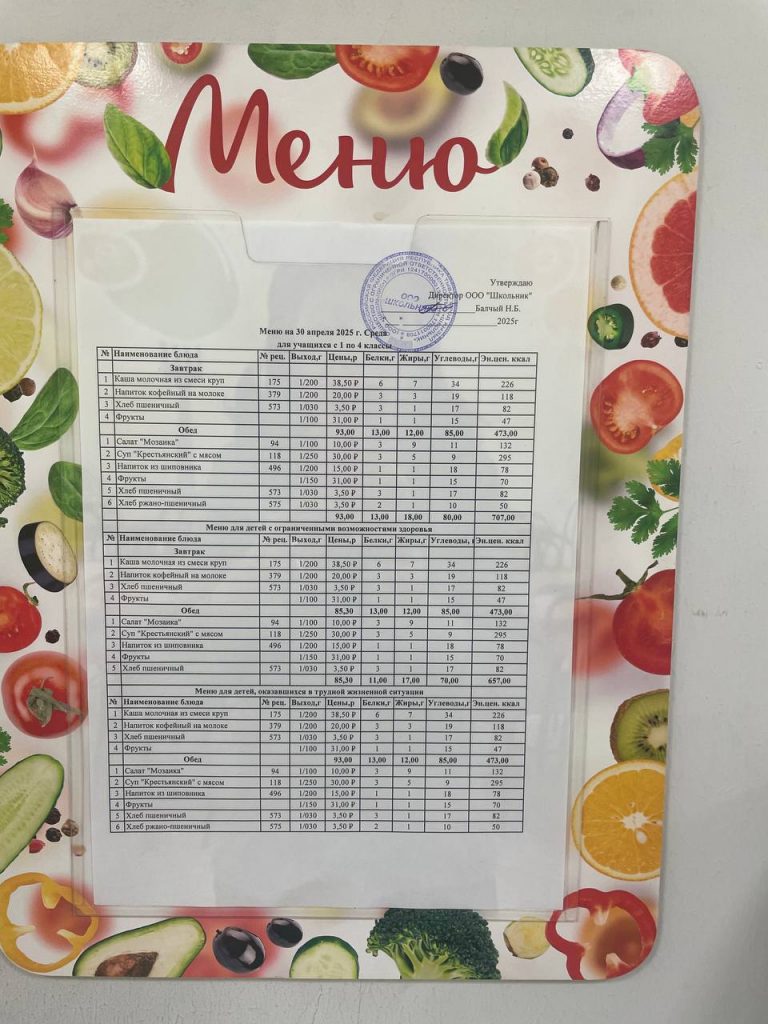 Меню
Утверждаю
Директор ООО "Школьник"
Балчый Н.Б.
2025г
ООО
Меню на 30 апреля 2025 г. Среда
для учащихся с 1 по 4 классы
№ Наименование блюда № рец. Выход,г Цены,р Белки,г Жиры,г Углеводы,г Эн.цен. ккал
Завтрак
1 Каша молочная из смеси круп 175 1/200 38,50 ₽ 6 7 34 226
2 Напиток кофейный на молоке 379 1/200 20,00 ₽ 3 3 19 118
3 Хлеб пшеничный 573 1/030 3,50 ₽ 3 1 17 82
4 Фрукты 1/100 31,00 ₽ 1 1 15 47
Обед 93,00 13,00 12,00 85,00 473,00
1 Салат "Мозаика" 94 1/100 10,00 ₽ 3 9 11 132
2 Суп "Крестьянский" с мясом 118 1/250 30,00 ₽ 3 5 9 295
3 Напиток из шиповника 496 1/200 15,00 ₽ 1 1 18 78
4 Фрукты 1/150 31,00 ₽ 1 1 15 70
5 Хлеб пшеничный 573 1/030 3,50 ₽ 3 1 17 82
6 Хлеб ржано-пшеничный 575 1/030 3,50 ₽ 2 1 10 50
93,00 13,00 18,00 80,00 707,00
Меню для детей с ограниченными возможностями здоровья
№ Наименование блюда № рец. Выход,г Цены,р Белки,г Жиры,г Углеводы, г Эн.цен. ккал
Завтрак
1 Каша молочная из смеси круп 175 1/200 38,50 ₽ 6 7 34 226
2 Напиток кофейный на молоке 379 1/200 20,00 ₽ 3 3 19 118
3 Хлеб пшеничный 573 1/030 3,50 ₽ 3 1 17 82
4 Фрукты 1/100 31,00 ₽ 1 1 15 47
Обед 85,30 13,00 12,00 85,00 473,00
1 Салат "Мозаика" 94 1/100 10,00 ₽ 3 9 11 132
2 Суп "Крестьянский" с мясом 118 1/250 30,00 ₽ 3 5 9 295
3 Напиток из шиповника 496 1/200 15,00 ₽ 1 1 18 78
4 Фрукты 1/150 31,00 ₽ 1 1 15 70
5 Хлеб пшеничный 573 1/030 3,50 ₽ 3 1 17 82
85,30 11,00 17,00 70,00 657,00
Меню для детей, оказавшихся в трудной жизненной ситуации
№ Наименование блюда № рец. Выход,г Цены,р Белки,г Жиры,г Углеводы,г Эн.цен. ккал
1 Каша молочная из смеси круп 175 1/200 38,50 ₽ 6 7 34 226
2 Напиток кофейный на молоке 379 1/200 20,00 ₽ 3 3 19 118
3 Хлеб пшеничный 573 1/030 3,50 ₽ 3 1 17 82
4 Фрукты 1/100 31,00 ₽ 1 1 15 47
Обед 93,00 13,00 12,00 85,00 473,00
1 Салат "Мозаика" 94 1/100 10,00 ₽ 3 9 11 132
2 Суп "Крестьянский" с мясом 118 1/250 30,00 ₽ 3 5 9 295
3 Напиток из шиповника 496 1/200 15,00 ₽ 1 1 18 78
4 Фрукты 1/150 31,00 ₽ 1 1 15 70
5 Хлеб пшеничный 573 1/030 3,50 ₽ 3 1 17 82
6 Хлеб ржано-пшеничный 575 1/030 3,50 ₽ 2 1 10 50